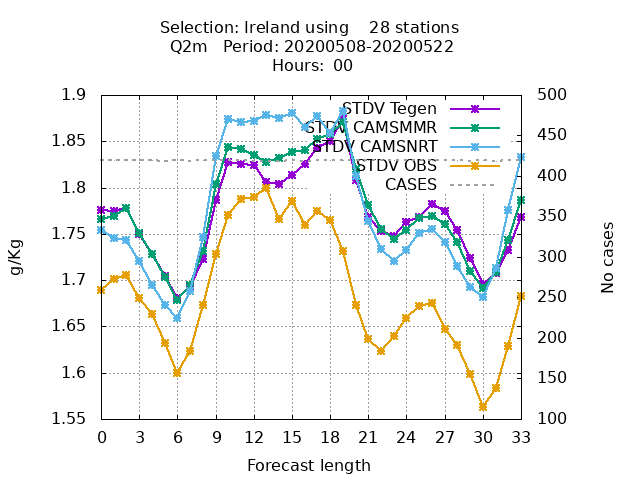 Selection: Ireland using    28 stations
Q2m   Period: 20200508-20200522
Hours:  00
STDV Tegen
STDV CAMSMMR
STDV CAMSNRT
STDV OBS
CASES
1.9
1.85
1.8
1.75
1.7
1.65
1.6
1.55
g/Kg
500
450
400
350
300
250
200
150
100
No cases
0 3 6 9 12 15 18 21 24 27 30 33
Forecast length